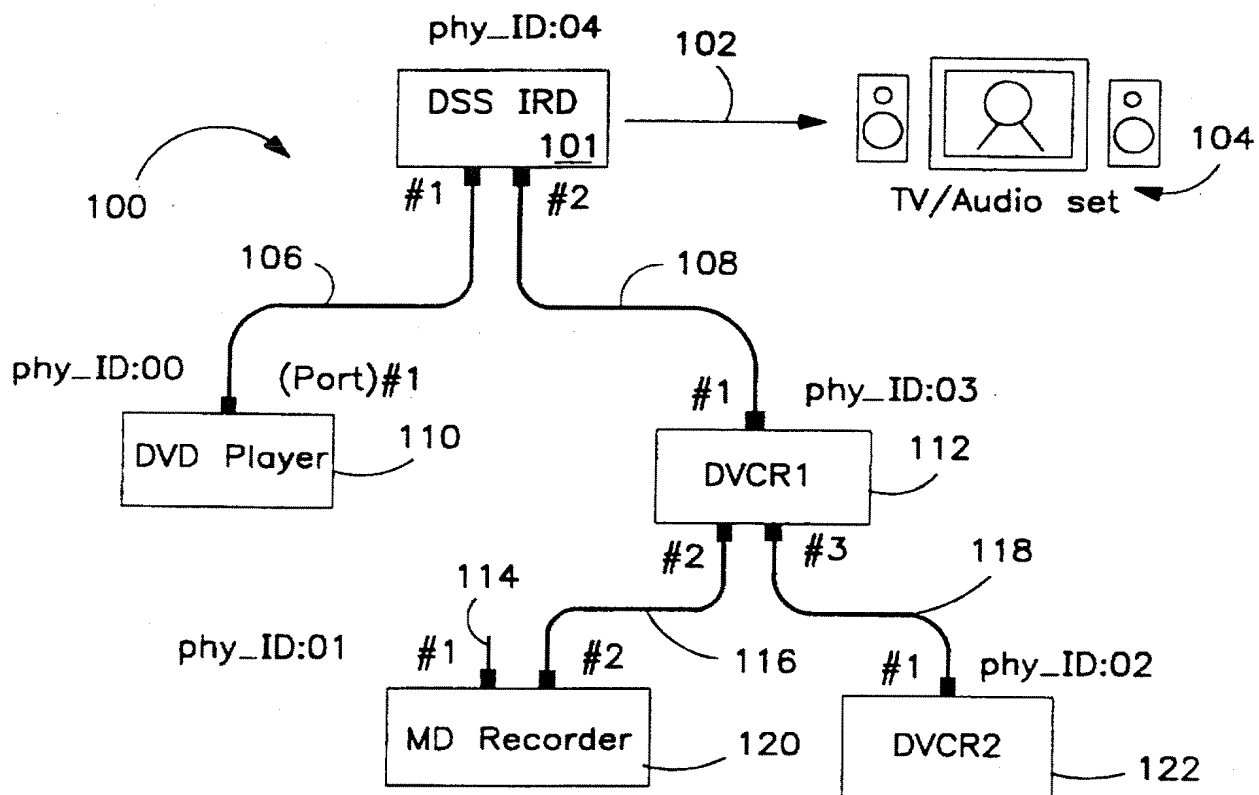 phy_ID:04
102
DSS IRD
101
104
100
#1
#2
TV/Audio set
106
108
phy_ID:00
(Port)#1
#1
phy_ID:03
DVD Player
110
DVCR1
112
#2
#3
114
118
phy_ID:01
#1
#2
116
#1
phy_ID:02
MD Recorder
120
DVCR2
122